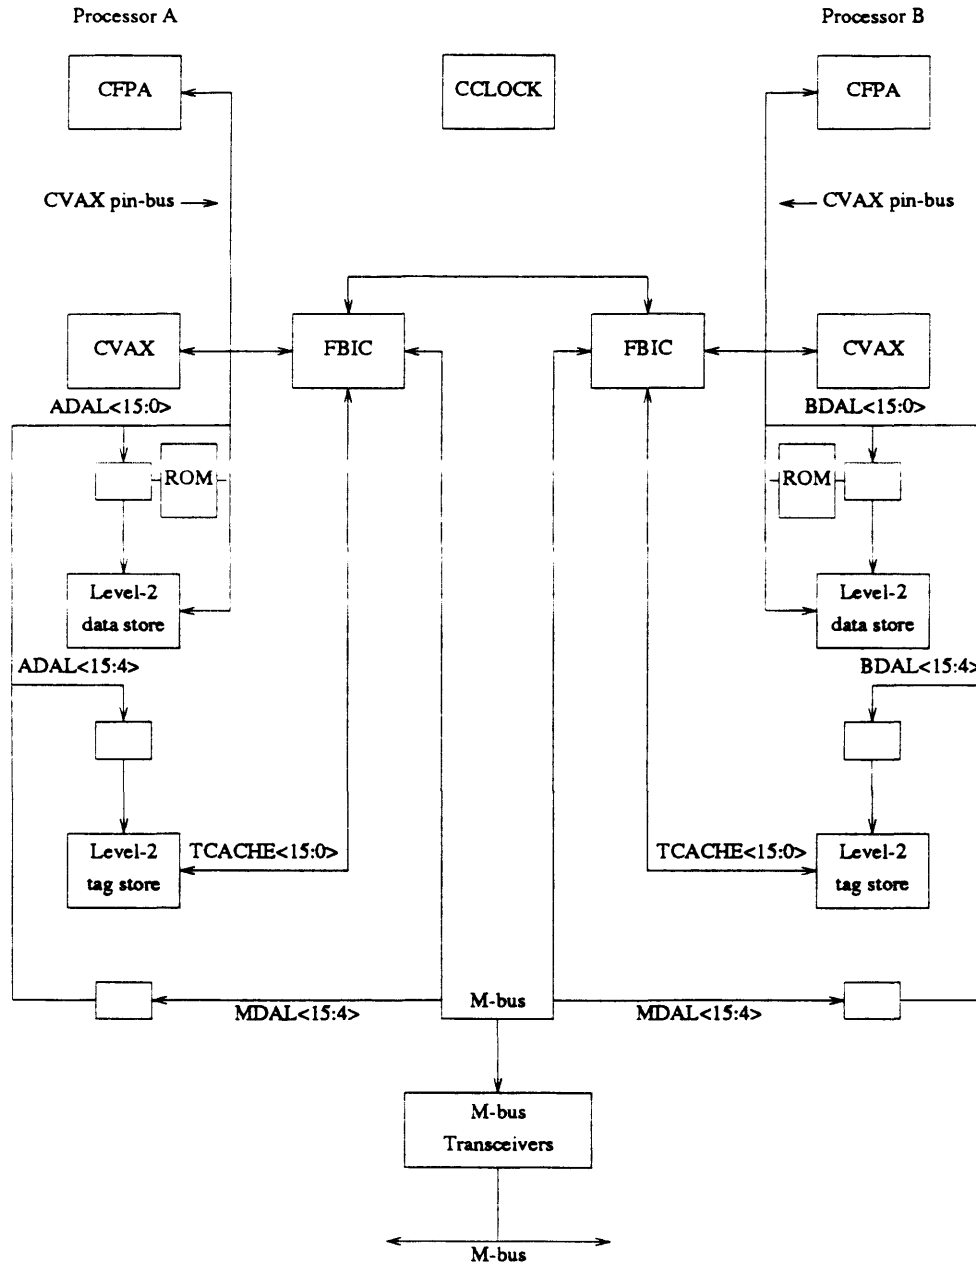 Processor A
Processor B
CFPA
CCLOCK
CFPA
CVAX pin-bus
CVAX pin-bus
CVAX
FBIC
FBIC
CVAX
ADAL<15:0>
BDAL<15:0>
ROM
ROM
Level-2
data store
Level-2
data store
ADAL<15:4>
BDAL<15:4>
Level-2
tag store
TCACHE<15:0>
TCACHE<15:0>
Level-2
tag store
M-bus
MDAL<15:4>
MDAL<15:4>
M-bus
Transceivers
M-bus